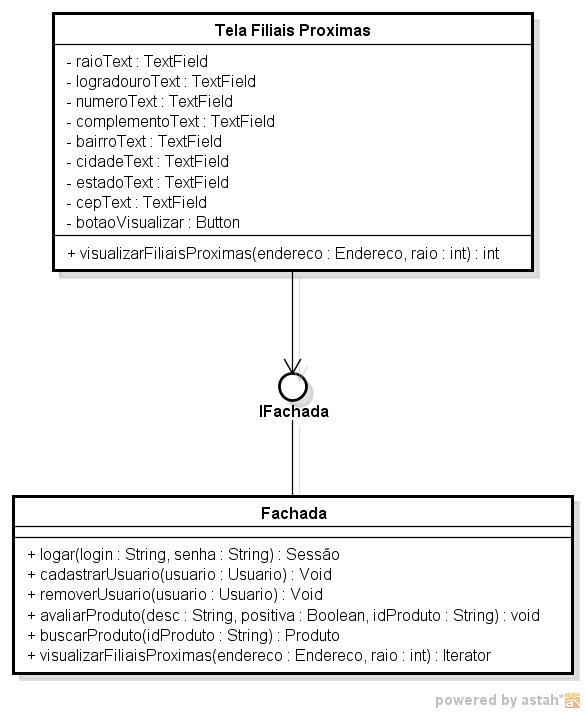 Tela Filiais Proximas
- raioText : TextField
- logradouroText : TextField
- numeroText : TextField
- complementoText : TextField
- bairroText : TextField
- cidadeText : TextField
- estadoText : TextField
- cepText : TextField
- botaoVisualizar : Button
+ visualizarFiliaisProximas(endereco : Endereco, raio : int) : int
IFachada
Fachada
+ logar(login : String, senha : String) : Sessão
+ cadastrarUsuario(usuario : Usuario) : Void
+ removerUsuario(usuario : Usuario) : Void
+ avaliarProduto(desc : String, positiva : Boolean, idProduto : String) : void
+ buscarProduto(idProduto : String) : Produto
+ visualizarFiliaisProximas(endereco : Endereco, raio : int) : Iterator
powered by astah*